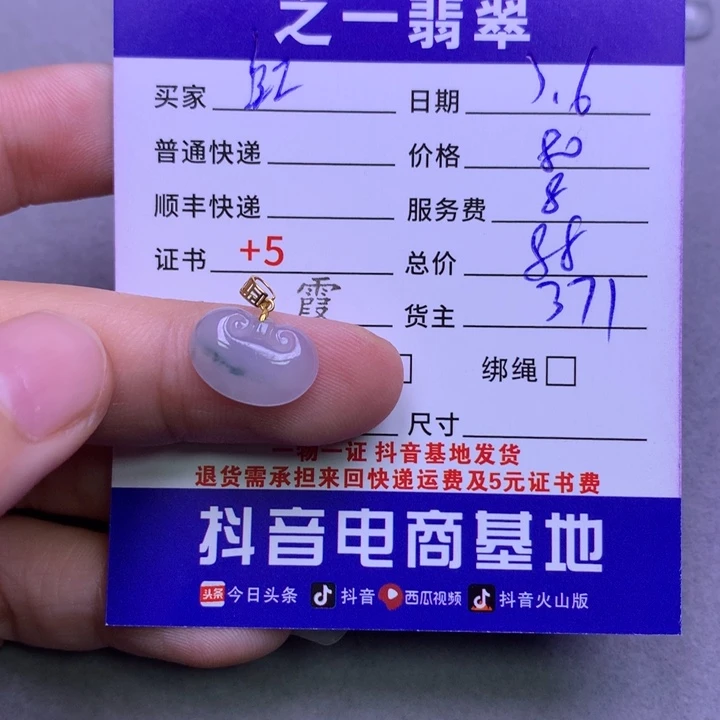 之一翡翠
买家 日期 1.6
普通快递 价格 80
顺丰快递 服务费 8
证书 +5 总价 88
霞 货主 371
绑绳
尺寸
一物一证 抖音基地发货
退货需承担来回快递运费及5元证书费
抖音电商基地
头条 今日头条 抖音 西瓜视频 抖音火山版